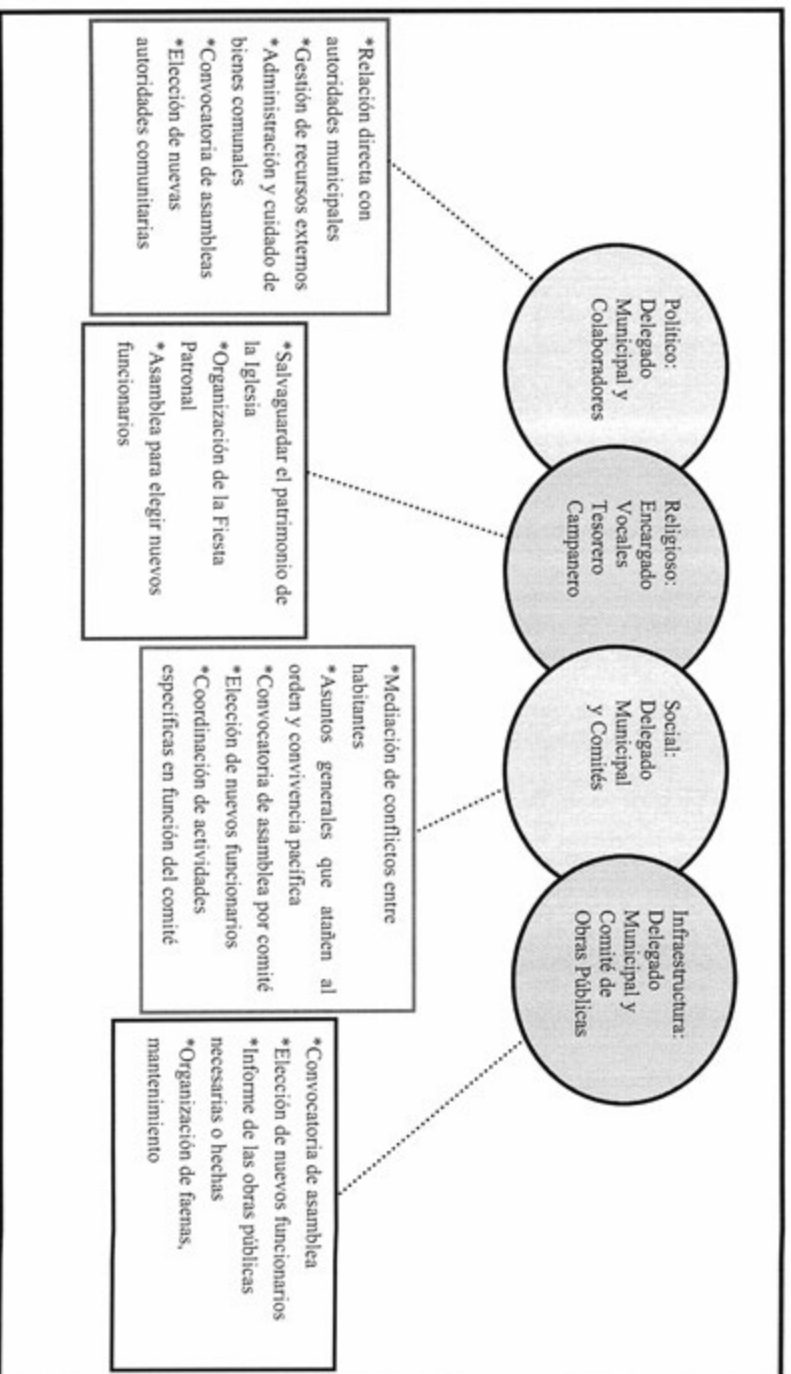 Político:
Delegado
Municipal y
Colaboradores
Religioso:
Encargado
Vocales
Tesorero
Campanero
Social:
Delegado
Municipal
y Comités
Infraestructura:
Delegado
Municipal y
Comité de
Obras Públicas
*Relación directa con
autoridades municipales
*Gestión de recursos externos
*Administración y cuidado de
bienes comunales
*Convocatoria de asambleas
*Elección de nuevas
autoridades comunitarias
*Salvaguardar el patrimonio de
la Iglesia
*Organización de la Fiesta
Patronal
*Asamblea para elegir nuevos
funcionarios
*Mediación de conflictos entre
habitantes
*Asuntos generales que atañen al
orden y convivencia pacífica
*Convocatoria de asamblea por comité
*Elección de nuevos funcionarios
*Coordinación de actividades
específicas en función del comité
*Convocatoria de asamblea
*Elección de nuevos funcionarios
*Informe de las obras públicas
necesarias o hechas
*Organización de faenas,
mantenimiento